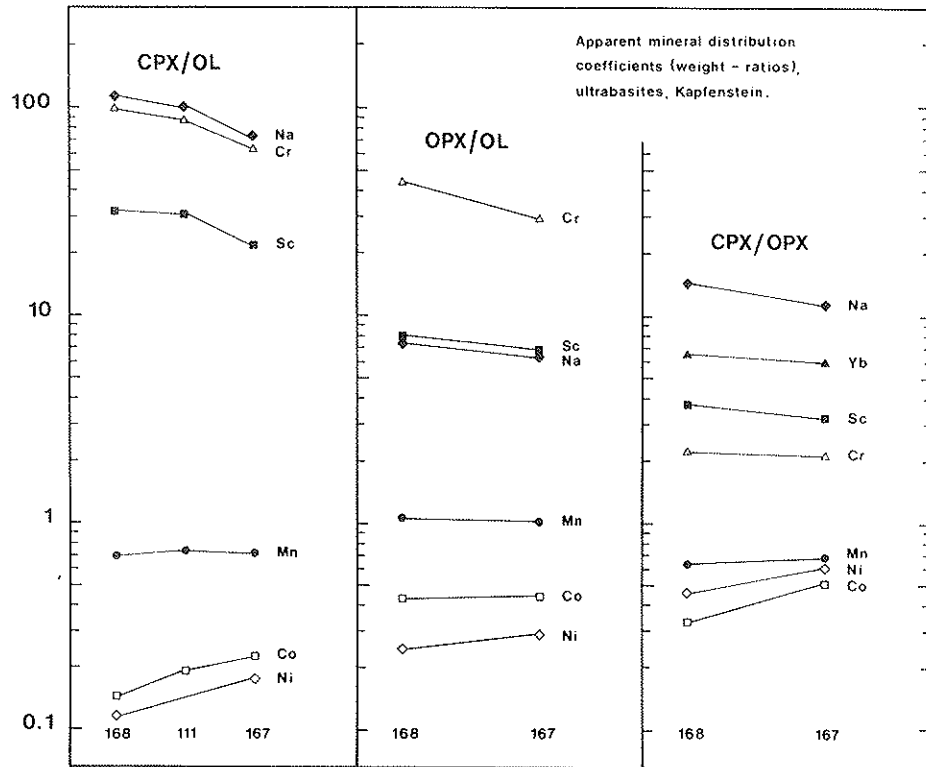 Apparent mineral distribution
coefficients (weight - ratios),
ultrabasites, Kapfenstein.
CPX/OL
100
10
1
0.1
Na
Cr
Sc
Mn
Co
Ni
168 111 167
OPX/OL
Cr
Sc
Na
Mn
Co
Ni
168 167
CPX/OPX
Na
Yb
Sc
Cr
Mn
Ni
Co
168 167